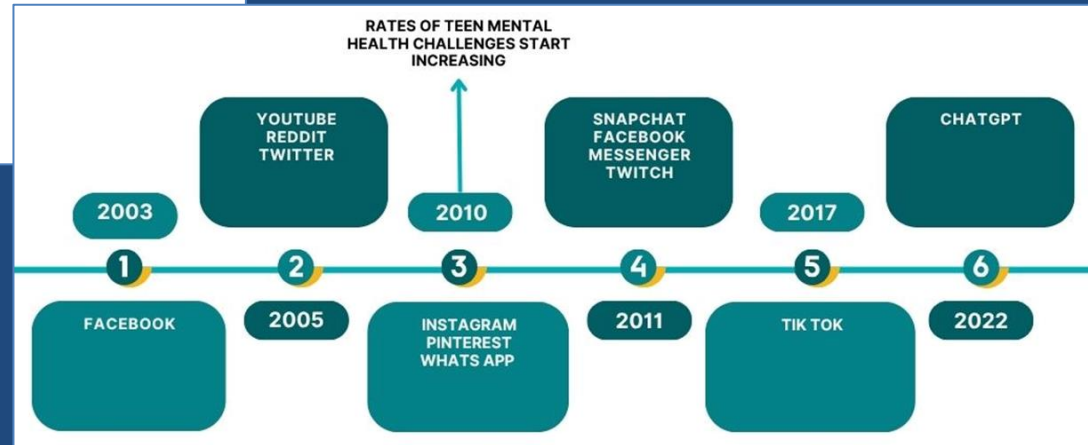 RATES OF TEEN MENTAL
HEALTH CHALLENGES START
INCREASING
2003
1
FACEBOOK
YOUTUBE
REDDIT
TWITTER
2
2005
2010
3
INSTAGRAM
PINTEREST
WHATS APP
SNAPCHAT
FACEBOOK
MESSENGER
TWITCH
4
2011
2017
5
TIK TOK
CHATGPT
6
2022